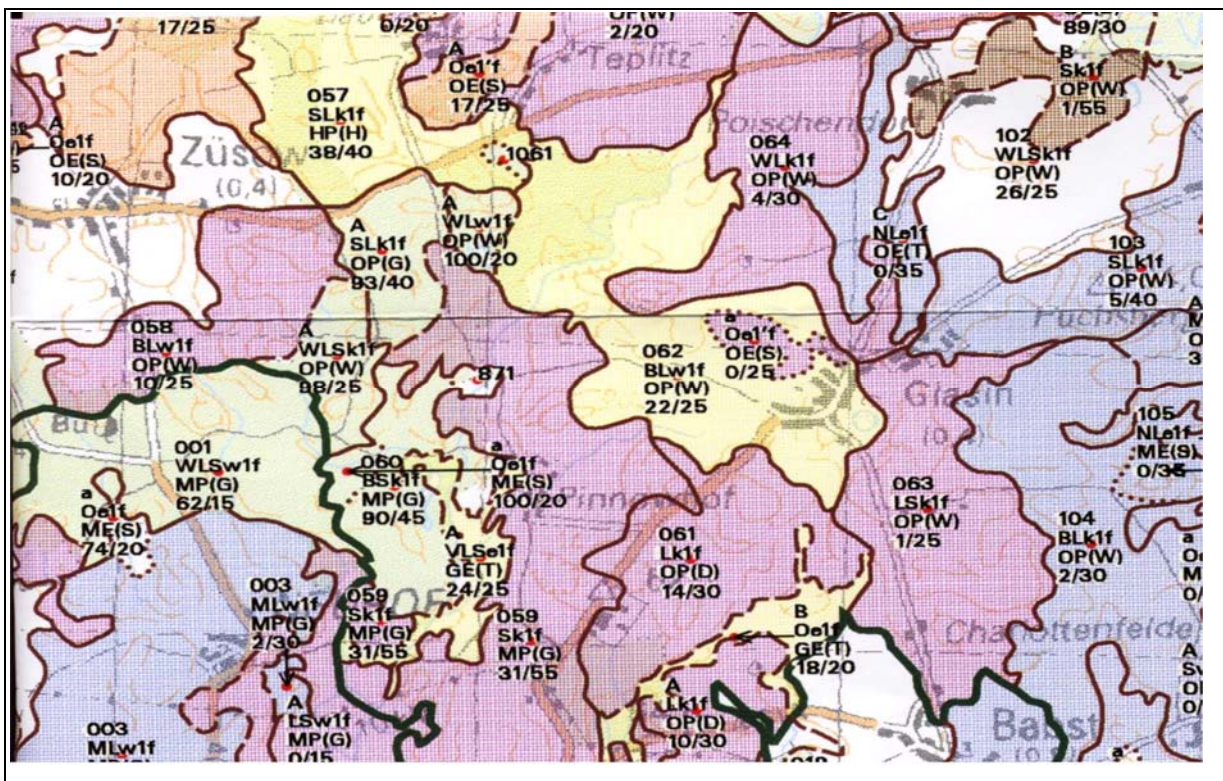 17/25
0/20
OP(W)
2/20
89/30
A
Oe1'f
OE(S)
17/25
Teplitz
B
Sk1f
OP(W)
1/55
057
SLk1f
HP(H)
38/40
A
Oe1f
OE(S)
10/20
Züsow
(0,4)
1061
Poischendorf
064
WLk1f
OP(W)
4/30
102
WLSk1f
OP(W)
26/25
A
SLk1f
OP(G)
93/40
A
WLw1f
OP(W)
100/20
C
NLe1f
OE(T)
0/35
103
SLk1f
OP(W)
5/40
058
BLw1f
OP(W)
10/25
A
WLSk1f
OP(W)
88/25
871
062
BLw1f
OP(W)
22/25
a
Oe1'f
OE(S)
0/25
Glasin
105
NLe1f
ME(S)
0/35
001
WLSw1f
MP(G)
62/15
060
BSk1f
MP(G)
90/45
a
Oe1f
ME(S)
100/20
063
LSk1f
OP(W)
1/25
a
Oe1f
ME(S)
74/20
A
VLSe1f
GE(T)
24/25
061
Lk1f
OP(D)
14/30
104
BLk1f
OP(W)
2/30
003
MLw1f
MP(G)
2/30
059
Sk1f
MP(G)
31/55
059
Sk1f
MP(G)
31/55
B
Oe1f
GE(T)
18/20
Charlottenfelde
A
LSw1f
MP(G)
0/15
A
Lk1f
OP(D)
10/30
Babst
003
MLw1f